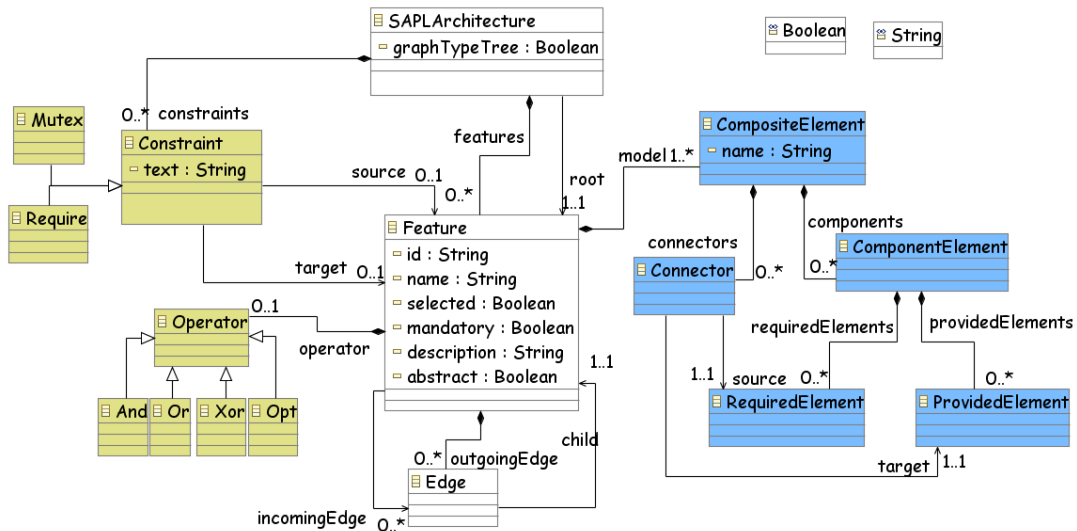 SAPLArchitecture
graphTypeTree : Boolean
Boolean
String
0..* constraints
Mutex
Constraint
text : String
Require
features
root
0..*
1..1
source 0..1
target
0..1
model 1..*
CompositeElement
name : String
connectors
components
Connector
0..*
0..*
ComponentElement
requiredElements
providedElements
Feature
id : String
name : String
selected : Boolean
mandatory : Boolean
description : String
abstract : Boolean
0..1
Operator
operator
And
Or
Xor
Opt
1..1
1..1
source
0..*
0..*
RequiredElement
ProvidedElement
target
1..1
child
0..*
outgoingEdge
Edge
incomingEdge
0..*